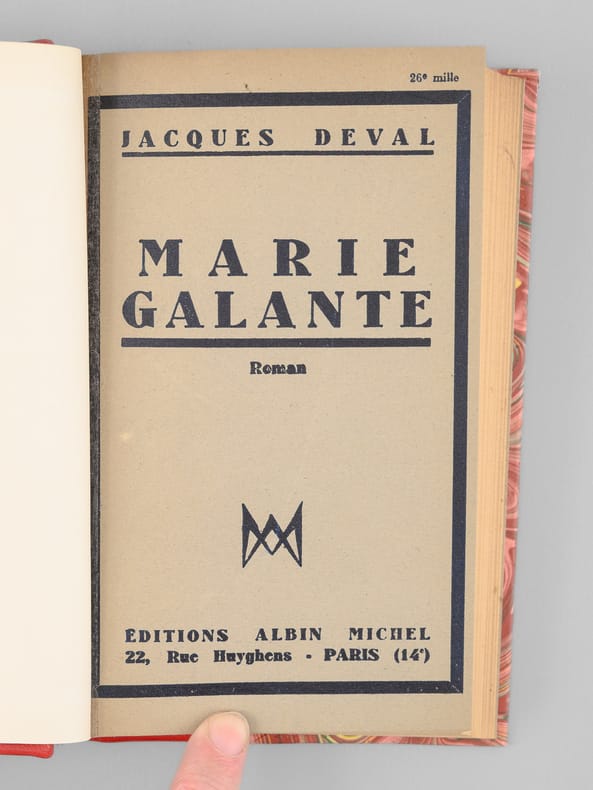 26e mille
JACQUES DEVAL
MARIE
GALANTE
Roman
ÉDITIONS ALBIN MICHEL
22, Rue Huyghens - PARIS (14e)